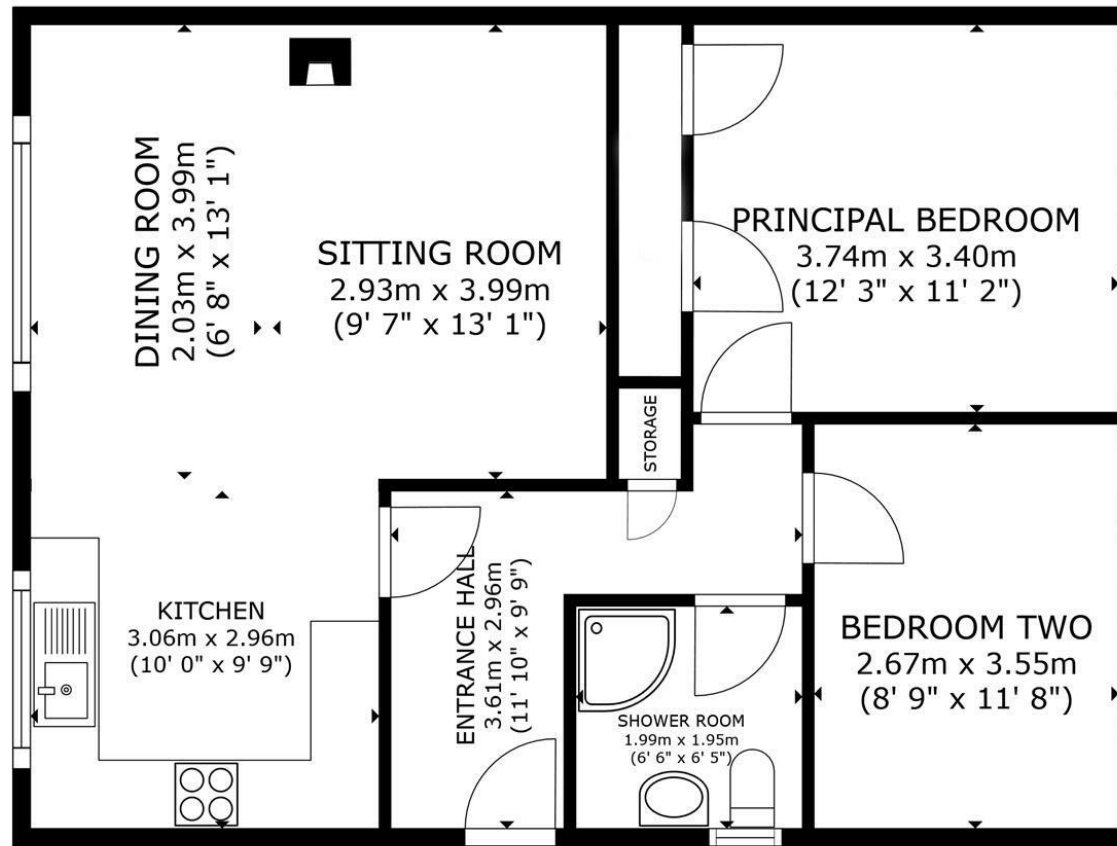 DINING ROOM
2.03m x 3.99m
(6' 8" x 13' 1")
SITTING ROOM
2.93m x 3.99m
(9' 7" x 13' 1")
PRINCIPAL BEDROOM
3.74m x 3.40m
(12' 3" x 11' 2")
STORAGE
KITCHEN
3.06m x 2.96m
(10' 0" x 9' 9")
ENTRANCE HALL
3.61m x 2.96m
(11' 10" x 9' 9")
SHOWER ROOM
1.99m x 1.95m
(6' 6" x 6' 5")
BEDROOM TWO
2.67m x 3.55m
(8' 9" x 11' 8")